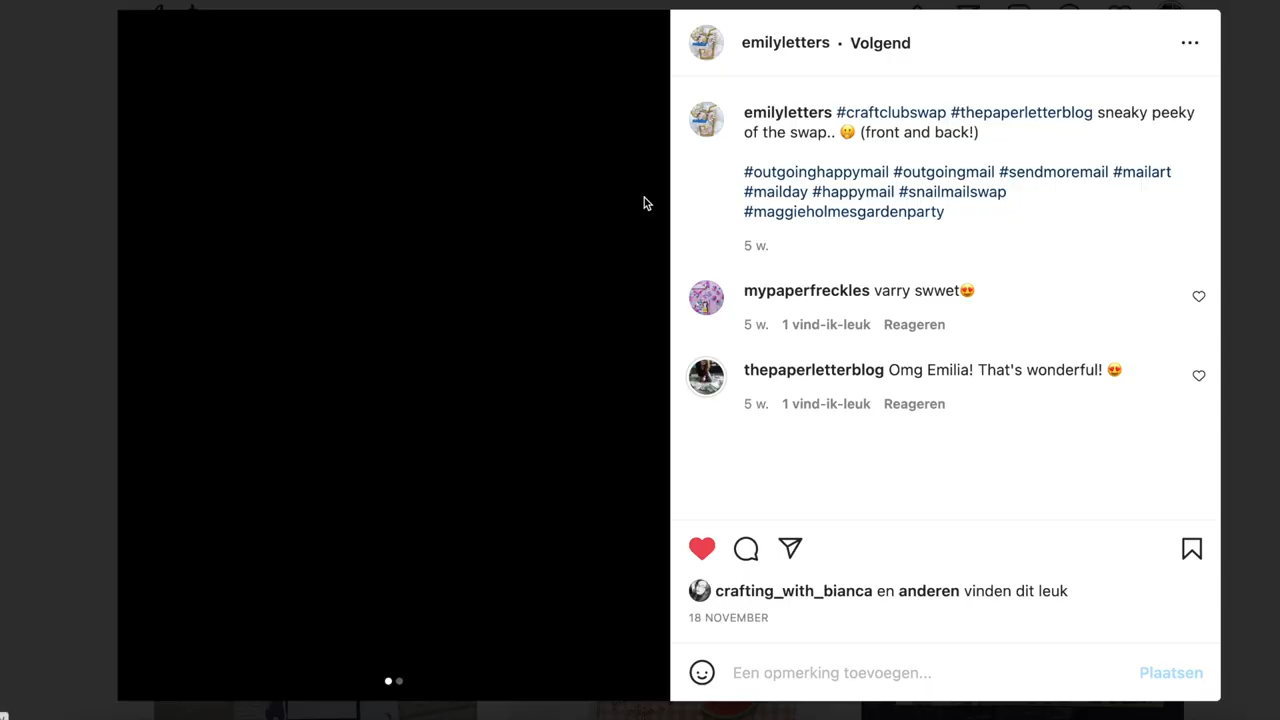 emilyletters • Volgend
emilyletters #craftclubswap #thepaperletterblog sneaky peeky
of the swap.. 🤭 (front and back!)
#outgoinghappymail #outgoingmail #sendmoremail #mailart
#mailday #happymail #snailmailswap
#maggieholmesgardenparty
5 w.
mypaperfreckles varry swwet😍
5 w. 1 vind-ik-leuk Reageren
thepaperletterblog Omg Emilia! That's wonderful! 😍
5 w. 1 vind-ik-leuk Reageren
crafting_with_bianca en anderen vinden dit leuk
18 NOVEMBER
Een opmerking toevoegen... Plaatsen